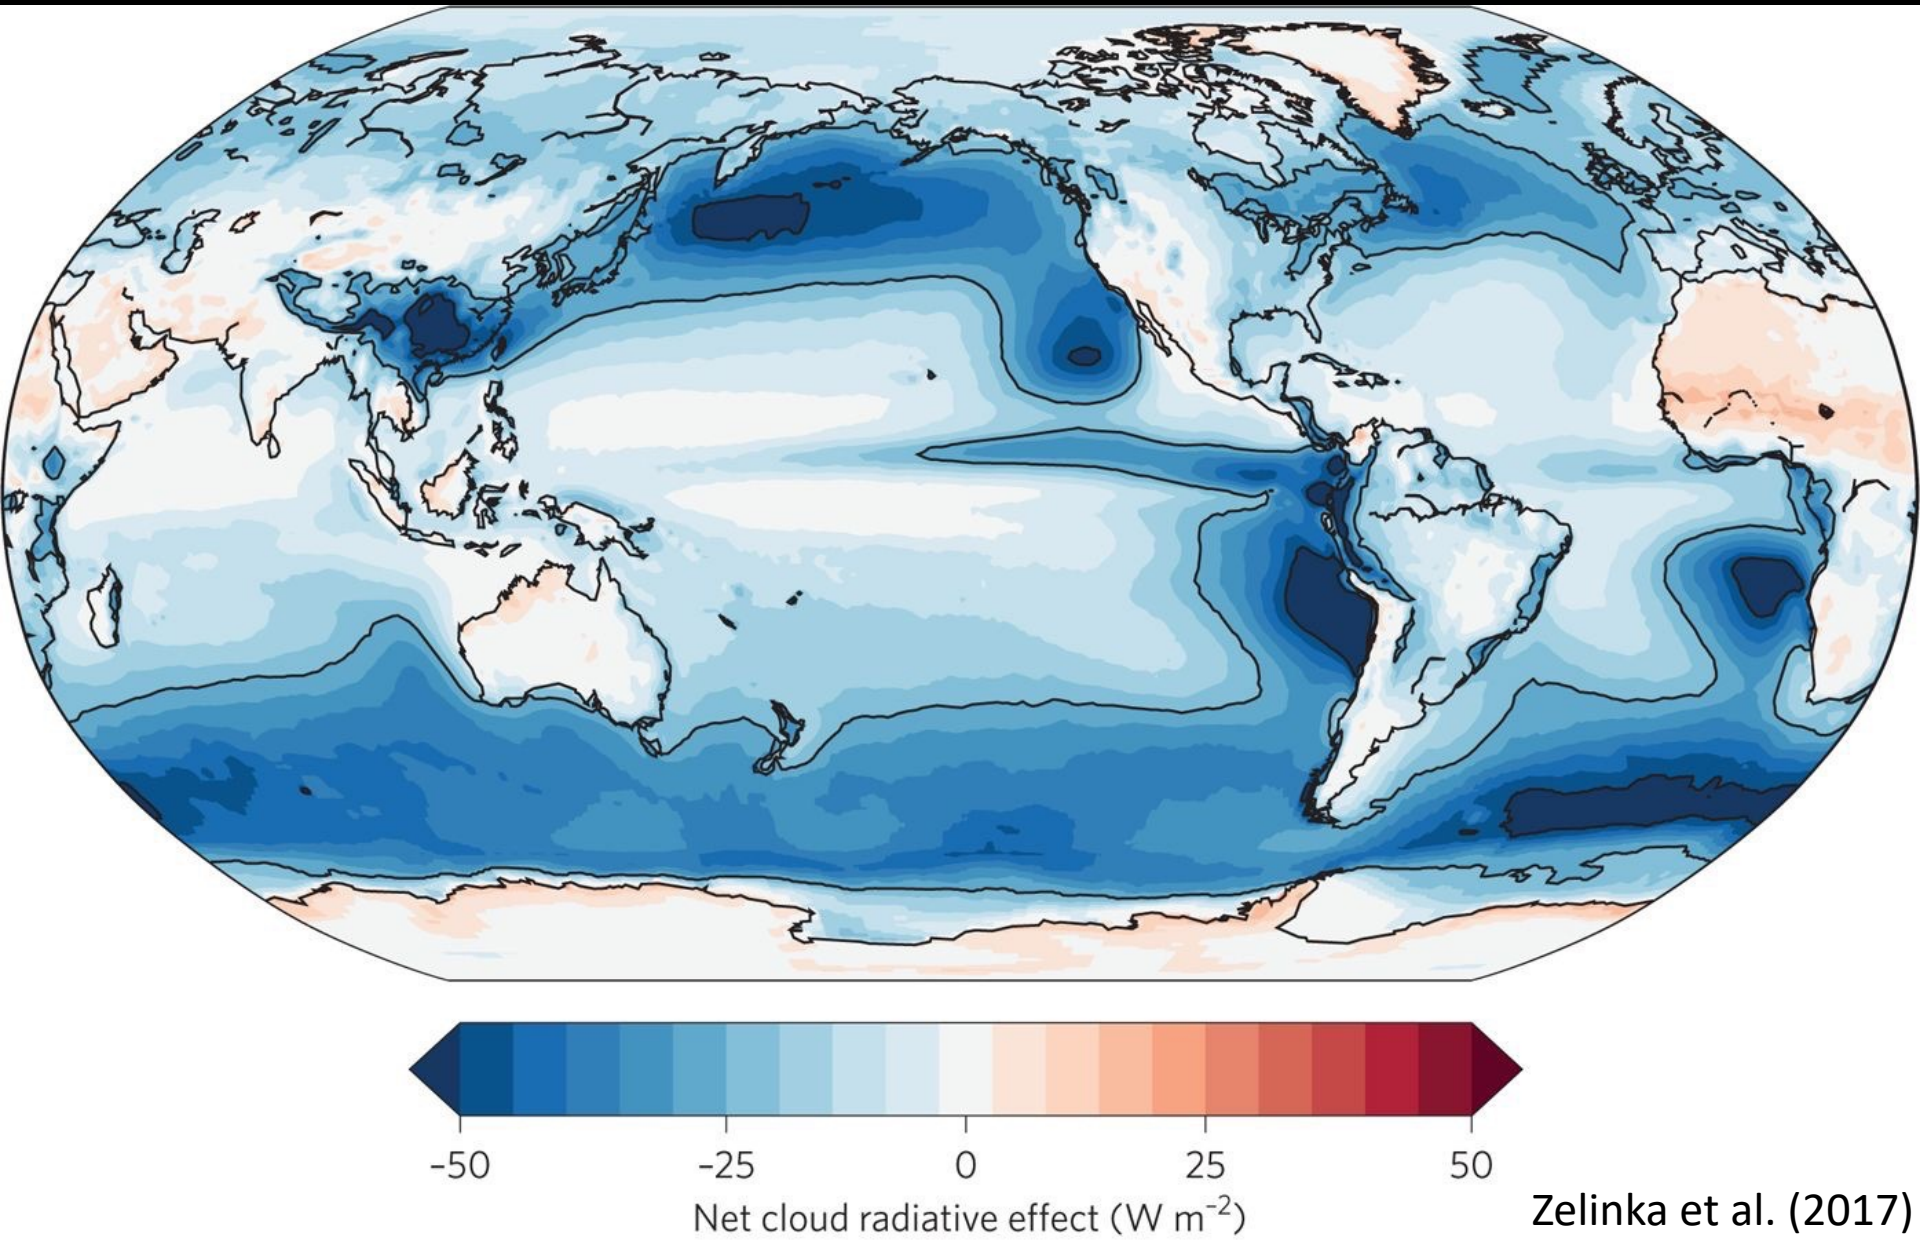 -50 -25 0 25 50
Net cloud radiative effect (W m⁻²)
Zelinka et al. (2017)